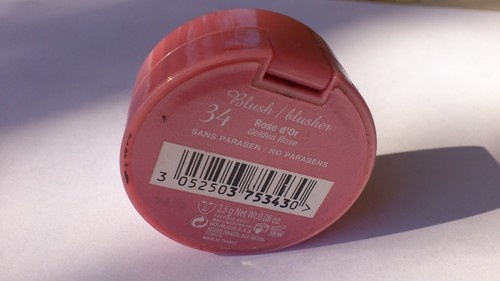 Blush / blusher
34 Rose d'Or
Golden Rose
SANS PARABEN / NO PARABENS
3 052503 753430 >
2,5 g Net Wt.0.08 oz.
BOURJOIS